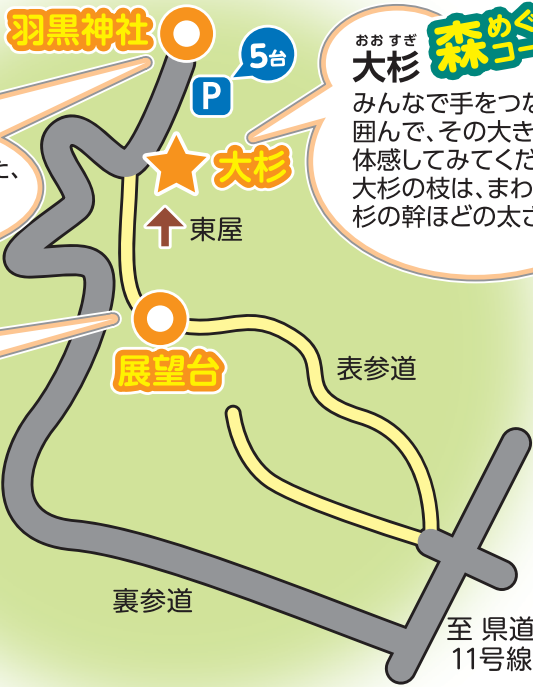 羽黒神社
P
5台
おおすぎ
大杉
森めぐ
コー
みんなで手をつな
囲んで、その大き
体感してみてくだ
大杉の枝は、まわ
杉の幹ほどの太さ
た、
大杉
東屋
展望台
表参道
裏参道
至 県道
11号線